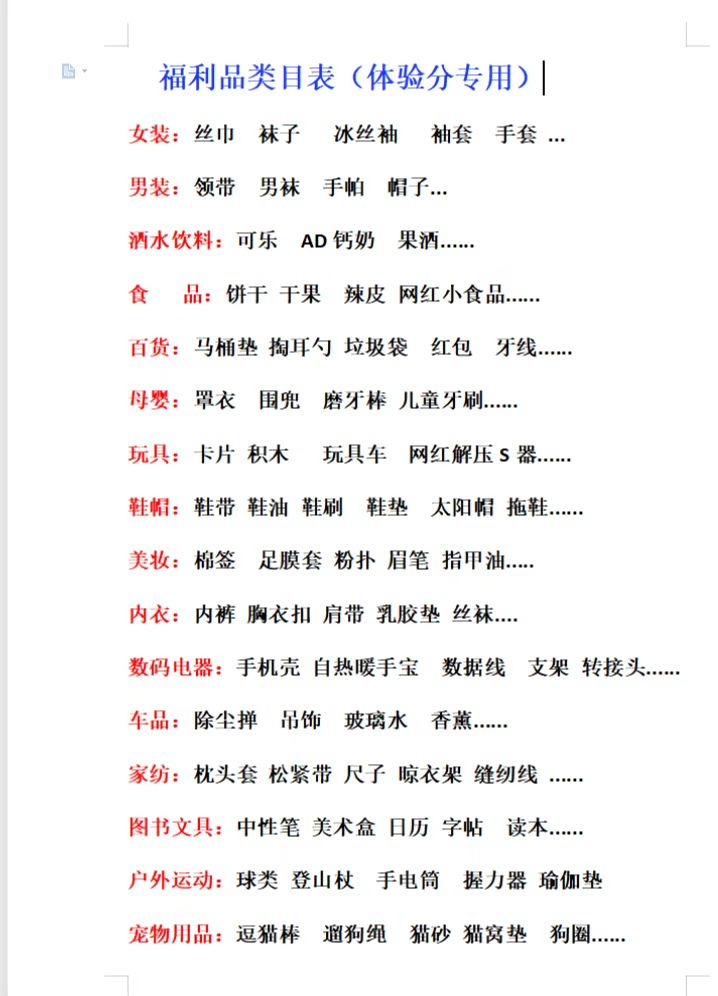 福利品类目表（体验分专用）
女装：丝巾 袜子 冰丝袖 袖套 手套 ...
男装：领带 男袜 手帕 帽子...
酒水饮料：可乐 AD钙奶 果酒......
食 品：饼干 干果 辣皮 网红小食品......
百货：马桶垫 掏耳勺 垃圾袋 红包 牙线......
母婴：罩衣 围兜 磨牙棒 儿童牙刷......
玩具：卡片 积木 玩具车 网红解压S器......
鞋帽：鞋带 鞋油 鞋刷 鞋垫 太阳帽 拖鞋......
美妆：棉签 足膜套 粉扑 眉笔 指甲油.....
内衣：内裤 胸衣扣 肩带 乳胶垫 丝袜....
数码电器：手机壳 自热暖手宝 数据线 支架 转接头......
车品：除尘掸 吊饰 玻璃水 香薰......
家纺：枕头套 松紧带 尺子 晾衣架 缝纫线 ......
图书文具：中性笔 美术盒 日历 字帖 读本......
户外运动：球类 登山杖 手电筒 握力器 瑜伽垫
宠物用品：逗猫棒 遛狗绳 猫砂 猫窝垫 狗圈......